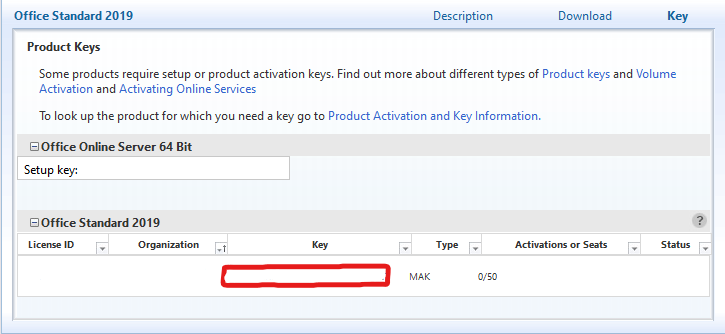 Office Standard 2019 Description Download Key
Product Keys
Some products require setup or product activation keys. Find out more about different types of Product keys and Volume
Activation and Activating Online Services
To look up the product for which you need a key go to Product Activation and Key Information.
Office Online Server 64 Bit
Setup key:
Office Standard 2019 ?
License ID Organization Key Type Activations or Seats Status
MAK 0/50